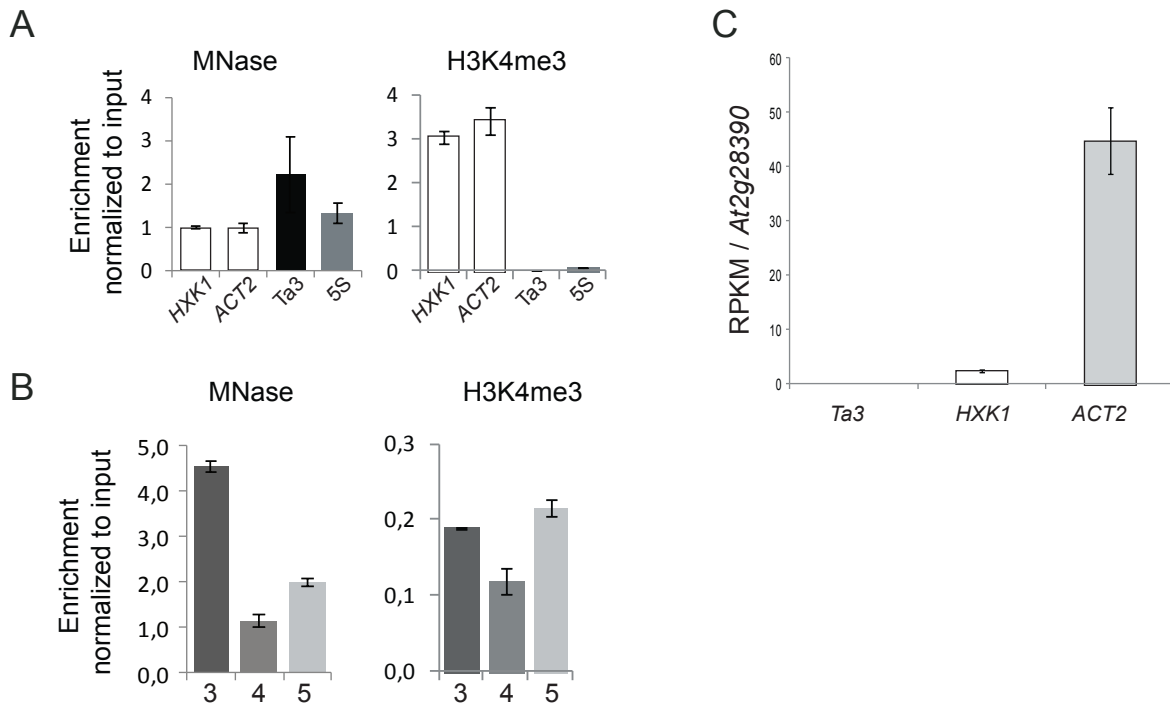 A
MNase
H3K4me3
Enrichment
normalized to input
4
3
2
1
0
HXK1
ACT2
Ta3
5S
4
3
2
1
0
HXK1
ACT2
Ta3
5S
B
MNase
H3K4me3
Enrichment
normalized to input
5,0
4,0
3,0
2,0
1,0
0,0
3 4 5
0,3
0,2
0,1
0,0
3 4 5
C
RPKM / At2g28390
60
50
40
30
20
10
0
Ta3 HXK1 ACT2